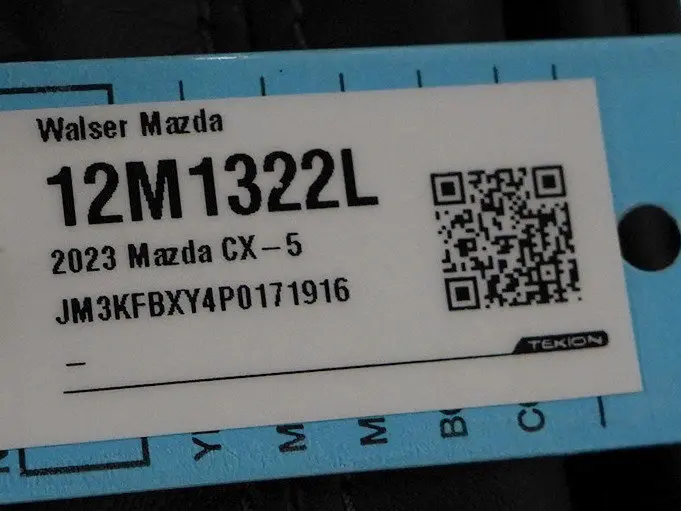 Walser Mazda
12M1322L
2023 Mazda CX-5
JM3KFBXY4P0171916
-
TEKION